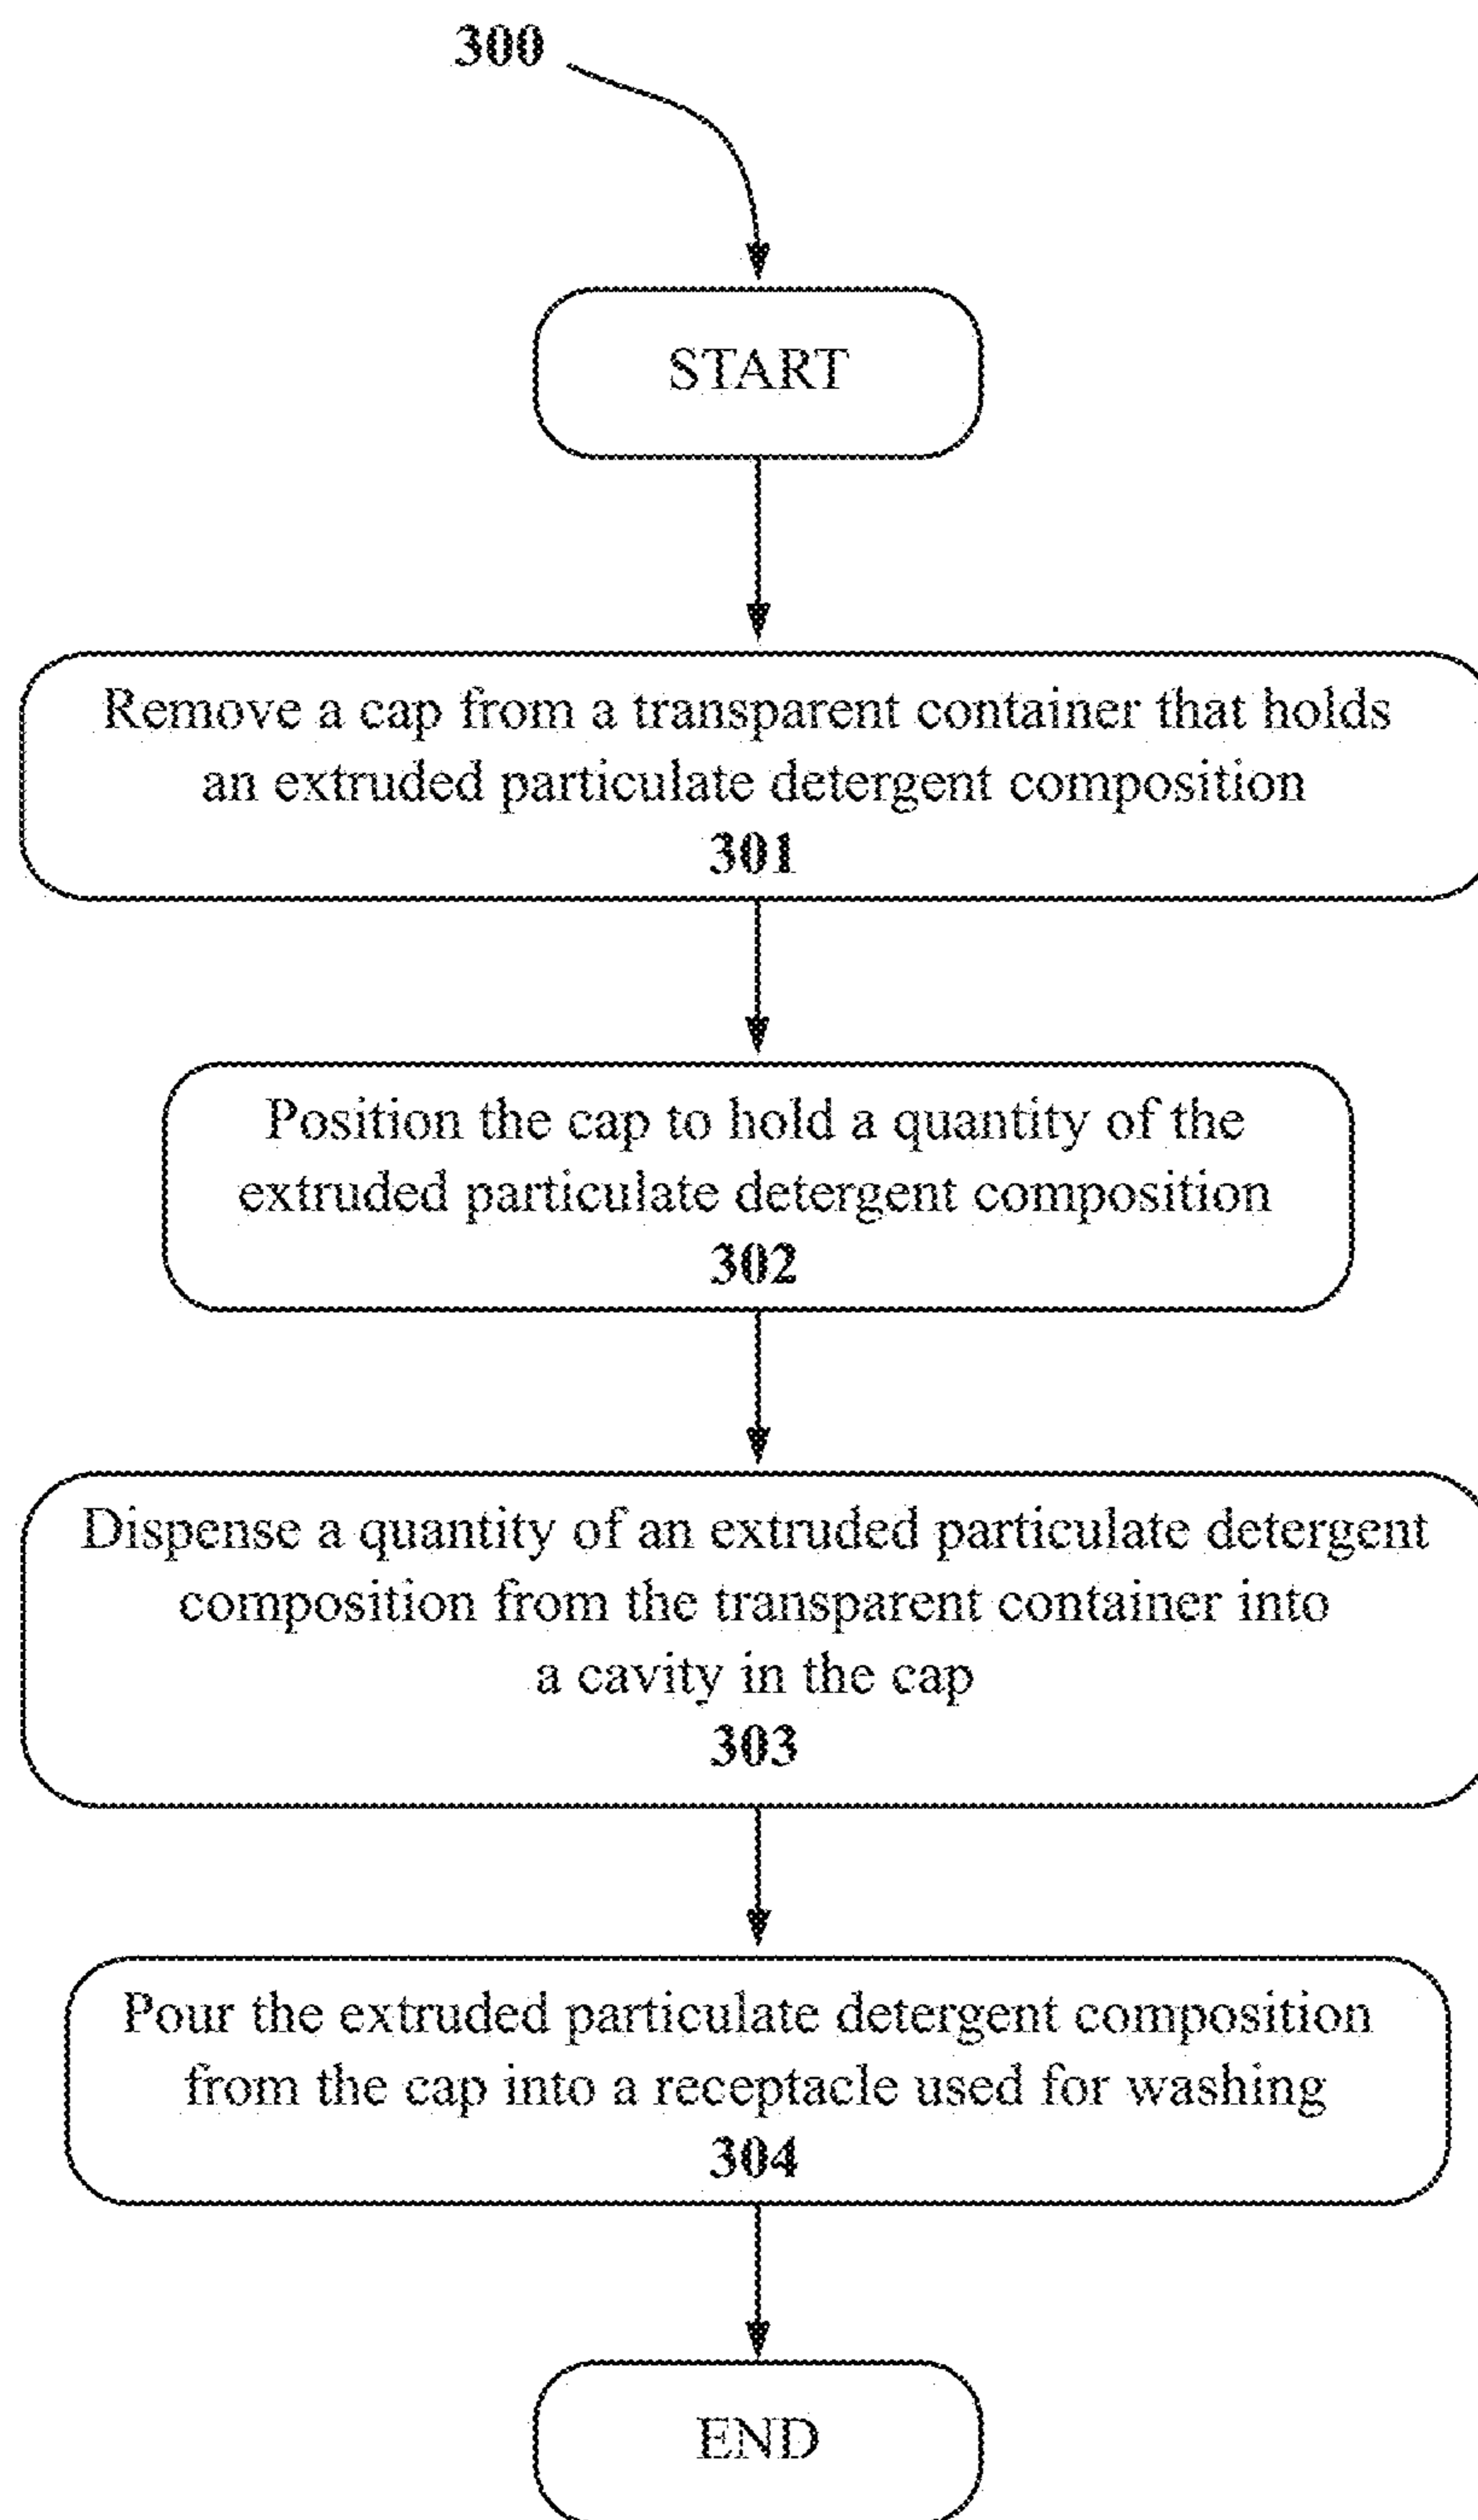 300
START
Remove a cap from a transparent container that holds
an extruded particulate detergent composition
301
Position the cap to hold a quantity of the
extruded particulate detergent composition
302
Dispense a quantity of an extruded particulate detergent
composition from the transparent container into
a cavity in the cap
303
Pour the extruded particulate detergent composition
from the cap into a receptacle used for washing
304
END